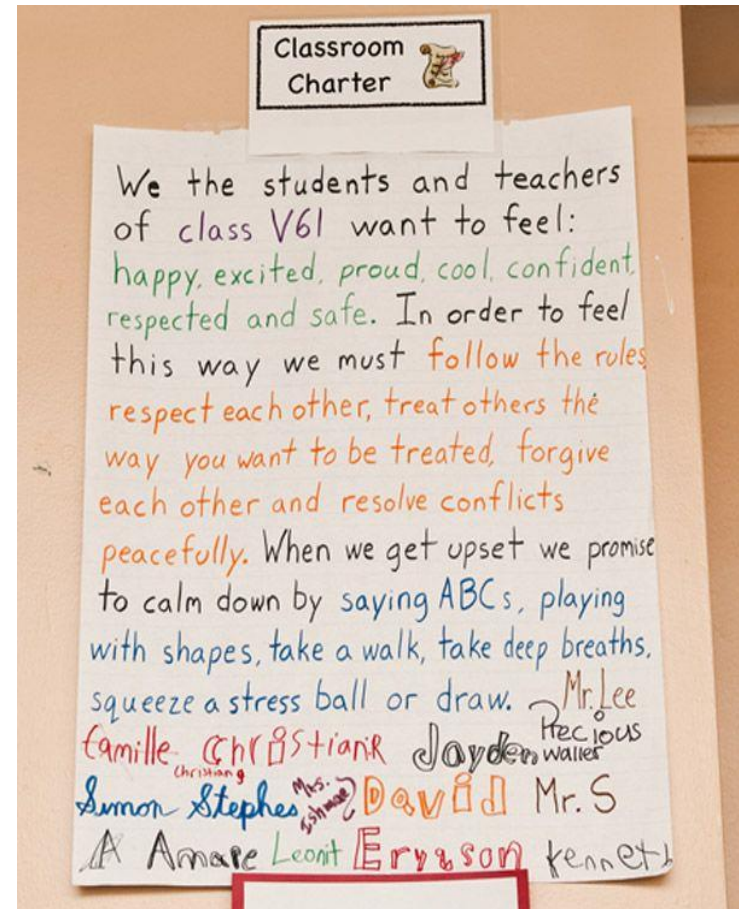 Classroom
Charter
We the students and teachers
of class V61 want to feel:
happy, excited, proud, cool, confident,
respected and safe. In order to feel
this way we must follow the rules
respect each other, treat others the
way you want to be treated, forgive
each other and resolve conflicts
peacefully. When we get upset we promise
to calm down by saying ABCs, playing
with shapes, take a walk, take deep breaths,
squeeze a stress ball or draw. Mr. Lee
Camille ChristianR Jayden Precious Waller
Christian g
Simon Stephes Mrs. Ishmael David Mr. S
A Amare Leonit Eryason Kenneth